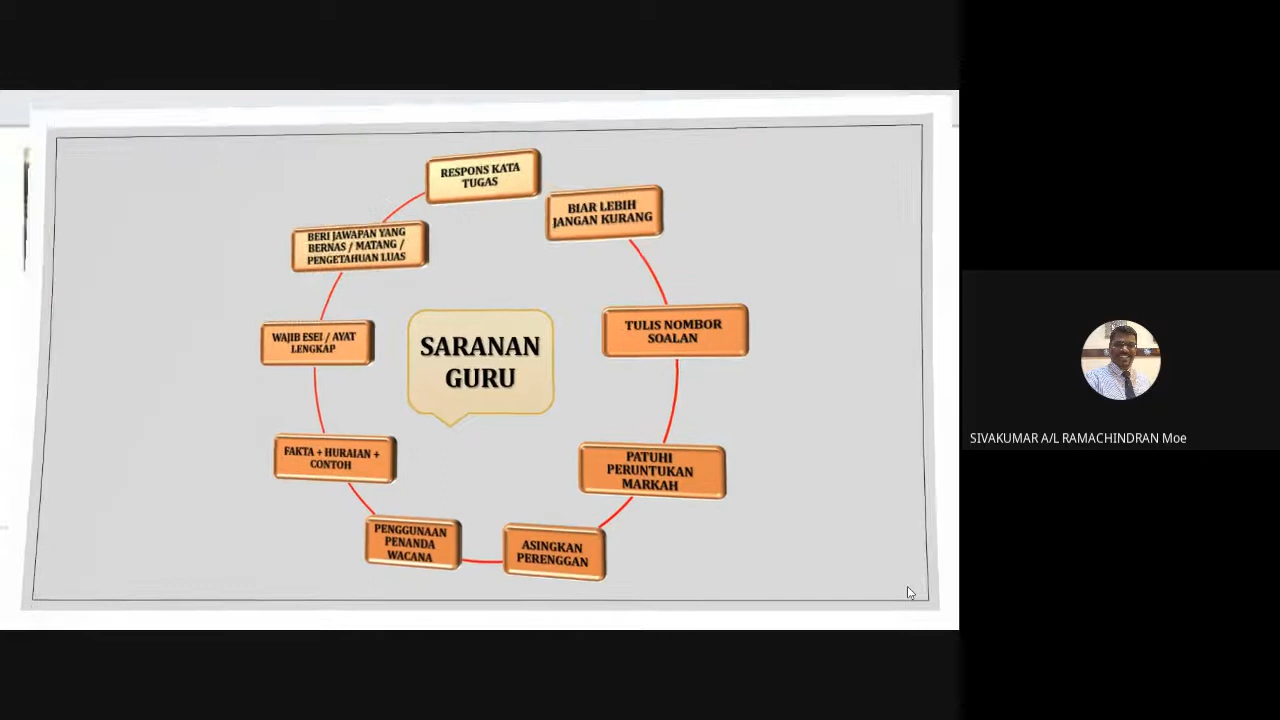 RESPONS KATA
TUGAS
BIAR LEBIH
JANGAN KURANG
TULIS NOMBOR
SOALAN
PATUHI
PERUNTUKAN
MARKAH
ASINGKAN
PERENGGAN
PENGGUNAAN
PENANDA
WACANA
FAKTA + HURAIAN +
CONTOH
WAJIB ESEI / AYAT
LENGKAP
BERI JAWAPAN YANG
BERNAS / MATANG /
PENGETAHUAN LUAS
SARANAN
GURU
SIVAKUMAR A/L RAMACHINDRAN Moe